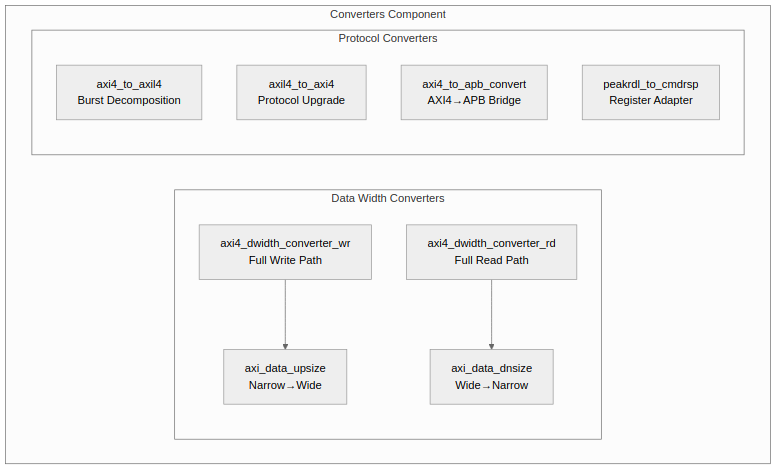 Converters Component
Protocol Converters
axi4_to_axil4
Burst Decomposition
axil4_to_axi4
Protocol Upgrade
axi4_to_apb_convert
AXI4→APB Bridge
peakrdl_to_cmdrsp
Register Adapter
Data Width Converters
axi4_dwidth_converter_wr
Full Write Path
axi4_dwidth_converter_rd
Full Read Path
axi_data_upsize
Narrow→Wide
axi_data_dnsize
Wide→Narrow